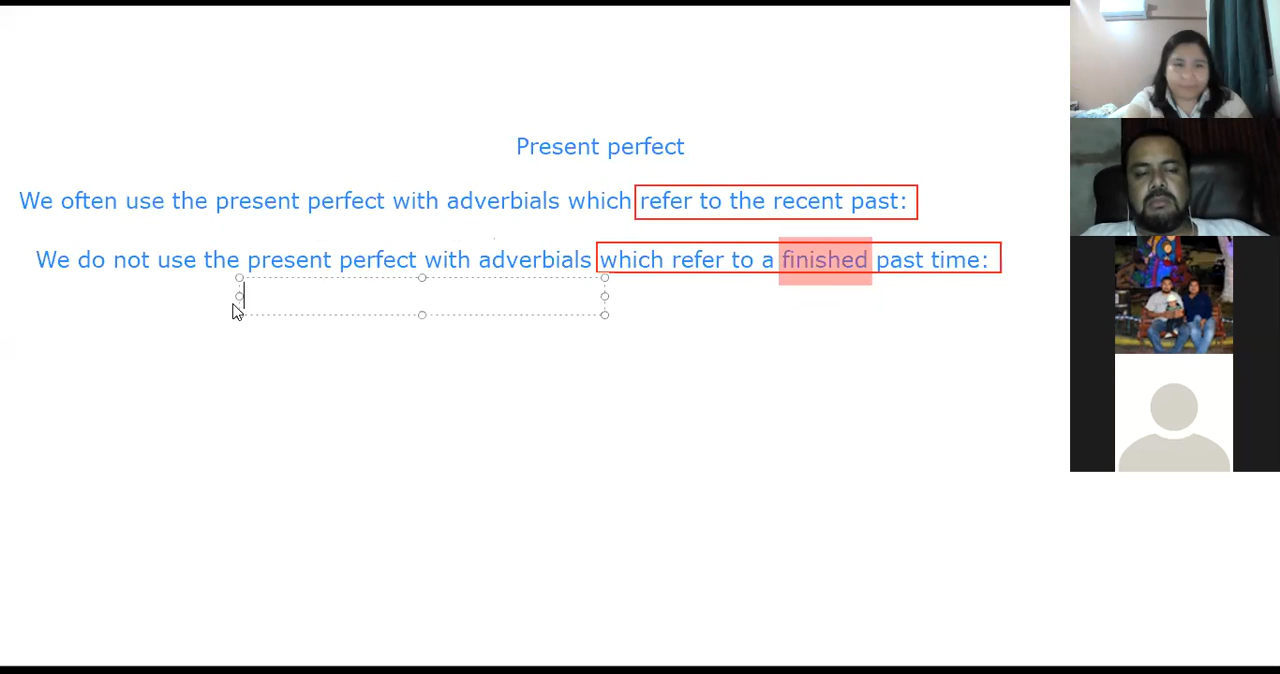 Present perfect
We often use the present perfect with adverbials which refer to the recent past:
We do not use the present perfect with adverbials which refer to a finished past time: